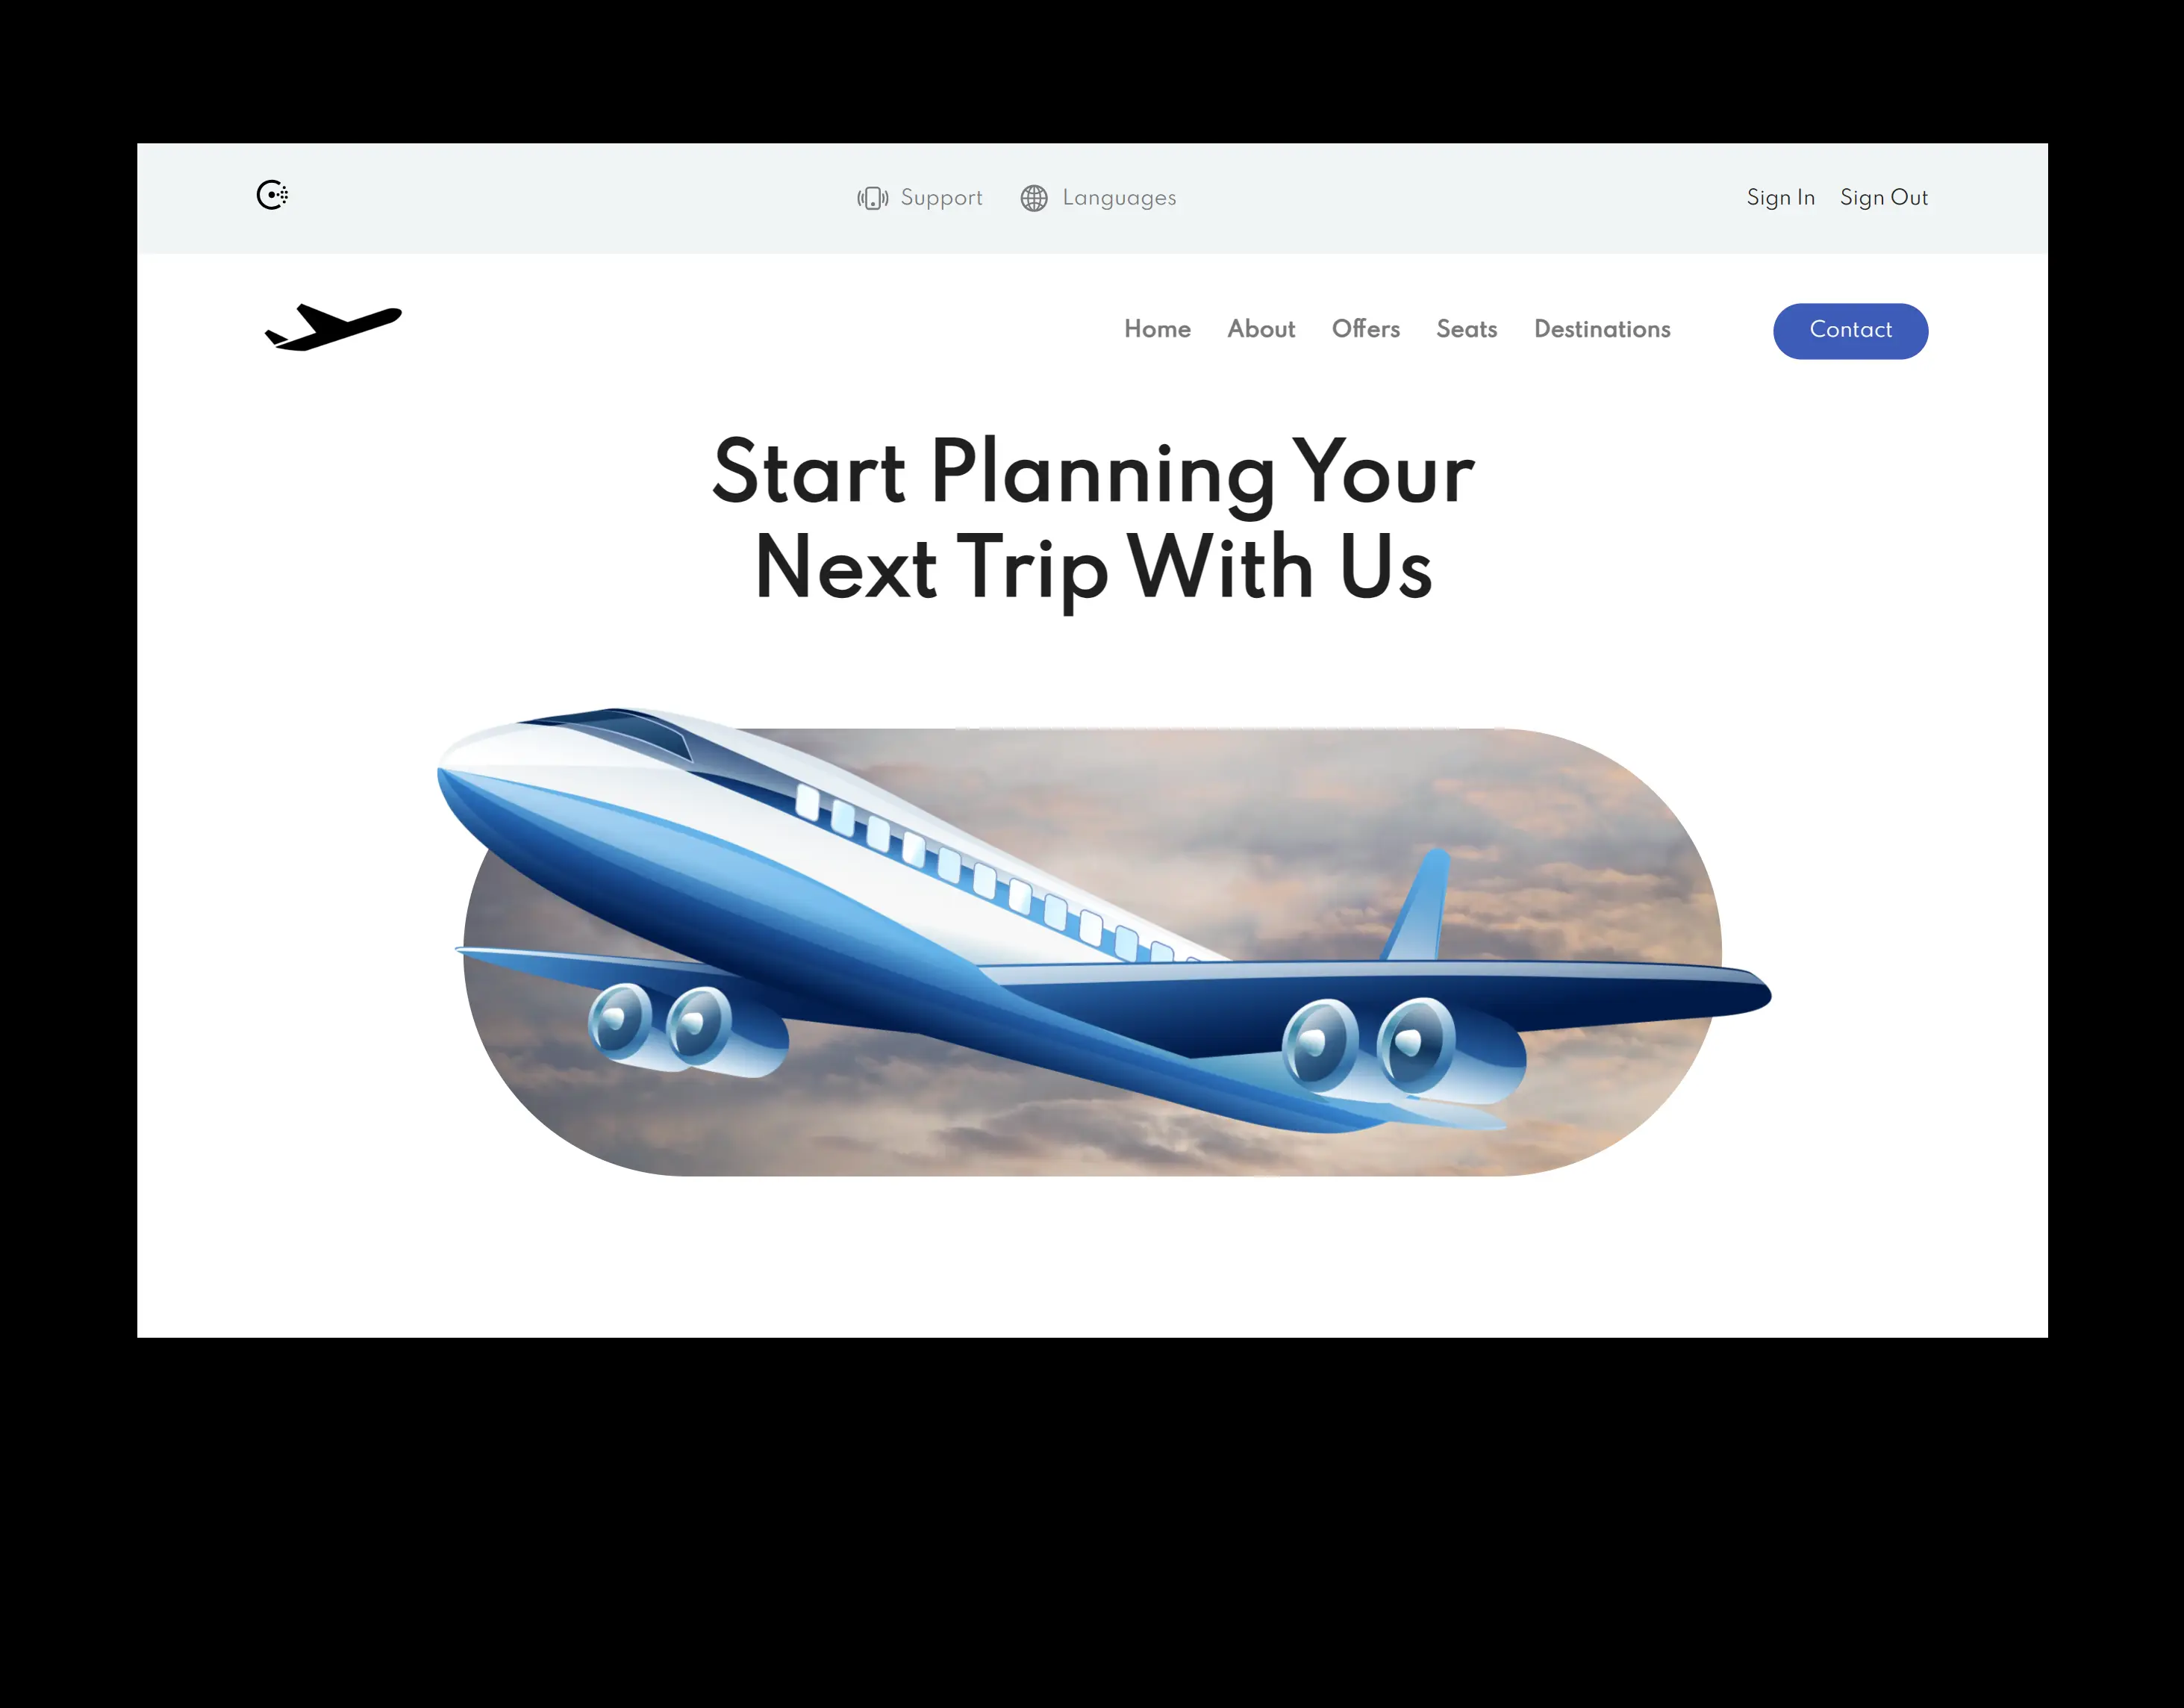 Support Languages Sign In Sign Out
Home About Offers Seats Destinations Contact
Start Planning Your
Next Trip With Us